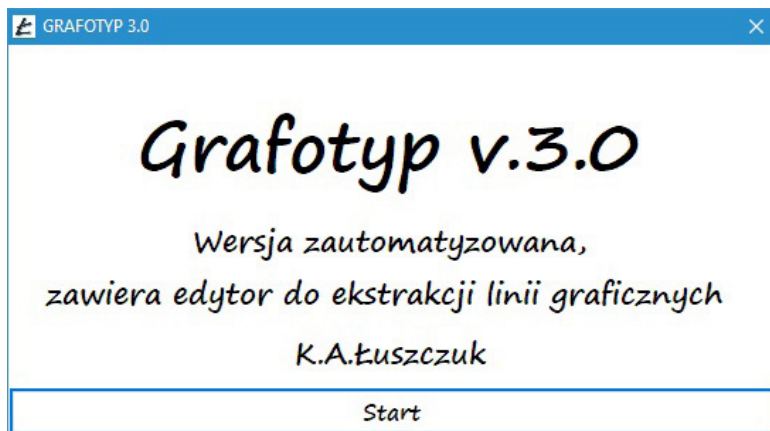 GRAFOTYP 3.0
Grafotyp v.3.0
Wersja zautomatyzowana,
zawiera edytor do ekstrakcji linii graficznych
K.A.Łuszczuk
Start